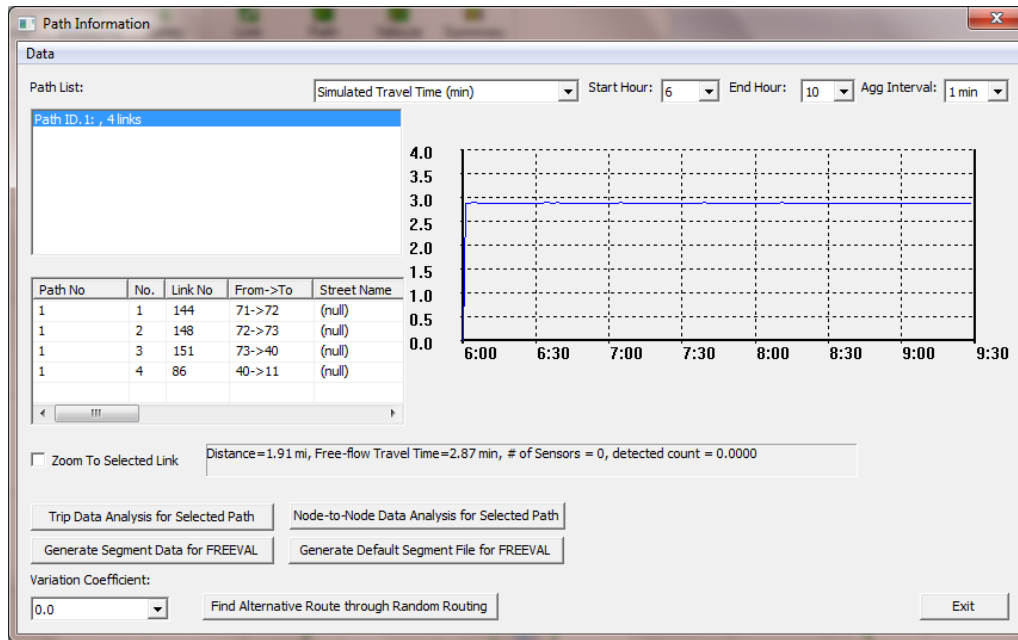 Path Information
Data
Path List:
Simulated Travel Time (min)
Start Hour: 6
End Hour: 10
Agg Interval: 1 min
Path ID. 1: , 4 links
4.0
3.5
3.0
2.5
2.0
1.5
1.0
0.5
0.0
6:00 6:30 7:00 7:30 8:00 8:30 9:00 9:30
Path No No. Link No From->To Street Name
1 1 144 71->72 (null)
1 2 148 72->73 (null)
1 3 151 73->40 (null)
1 4 86 40->11 (null)
Zoom To Selected Link
Distance=1.91 mi, Free-flow Travel Time=2.87 min, # of Sensors = 0, detected count = 0.0000
Trip Data Analysis for Selected Path
Node-to-Node Data Analysis for Selected Path
Generate Segment Data for FREEVAL
Generate Default Segment File for FREEVAL
Variation Coefficient:
0.0
Find Alternative Route through Random Routing
Exit